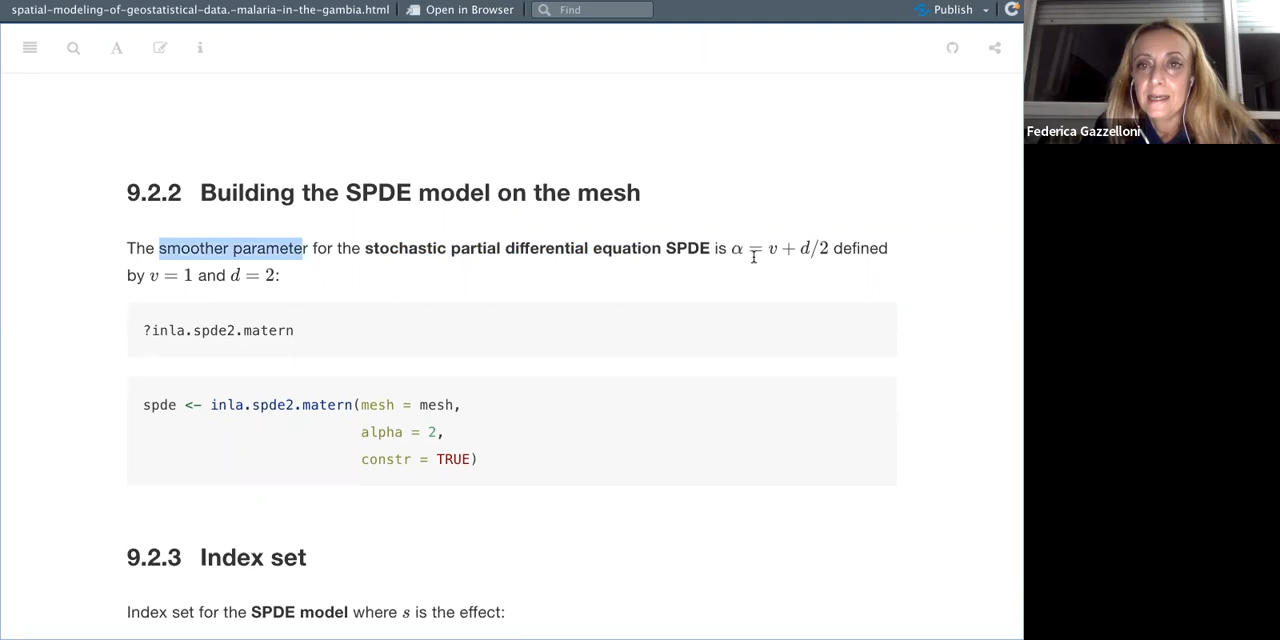 spatial-modeling-of-geostatistical-data.-malaria-in-the-gambia.html Open in Browser Find Publish
A i
Federica Gazzelloni
9.2.2 Building the SPDE model on the mesh
The smoother parameter for the stochastic partial differential equation SPDE is α = v + d/2 defined
by v = 1 and d = 2:
?inla.spde2.matern
spde <- inla.spde2.matern(mesh = mesh,
alpha = 2,
constr = TRUE)
9.2.3 Index set
Index set for the SPDE model where s is the effect: